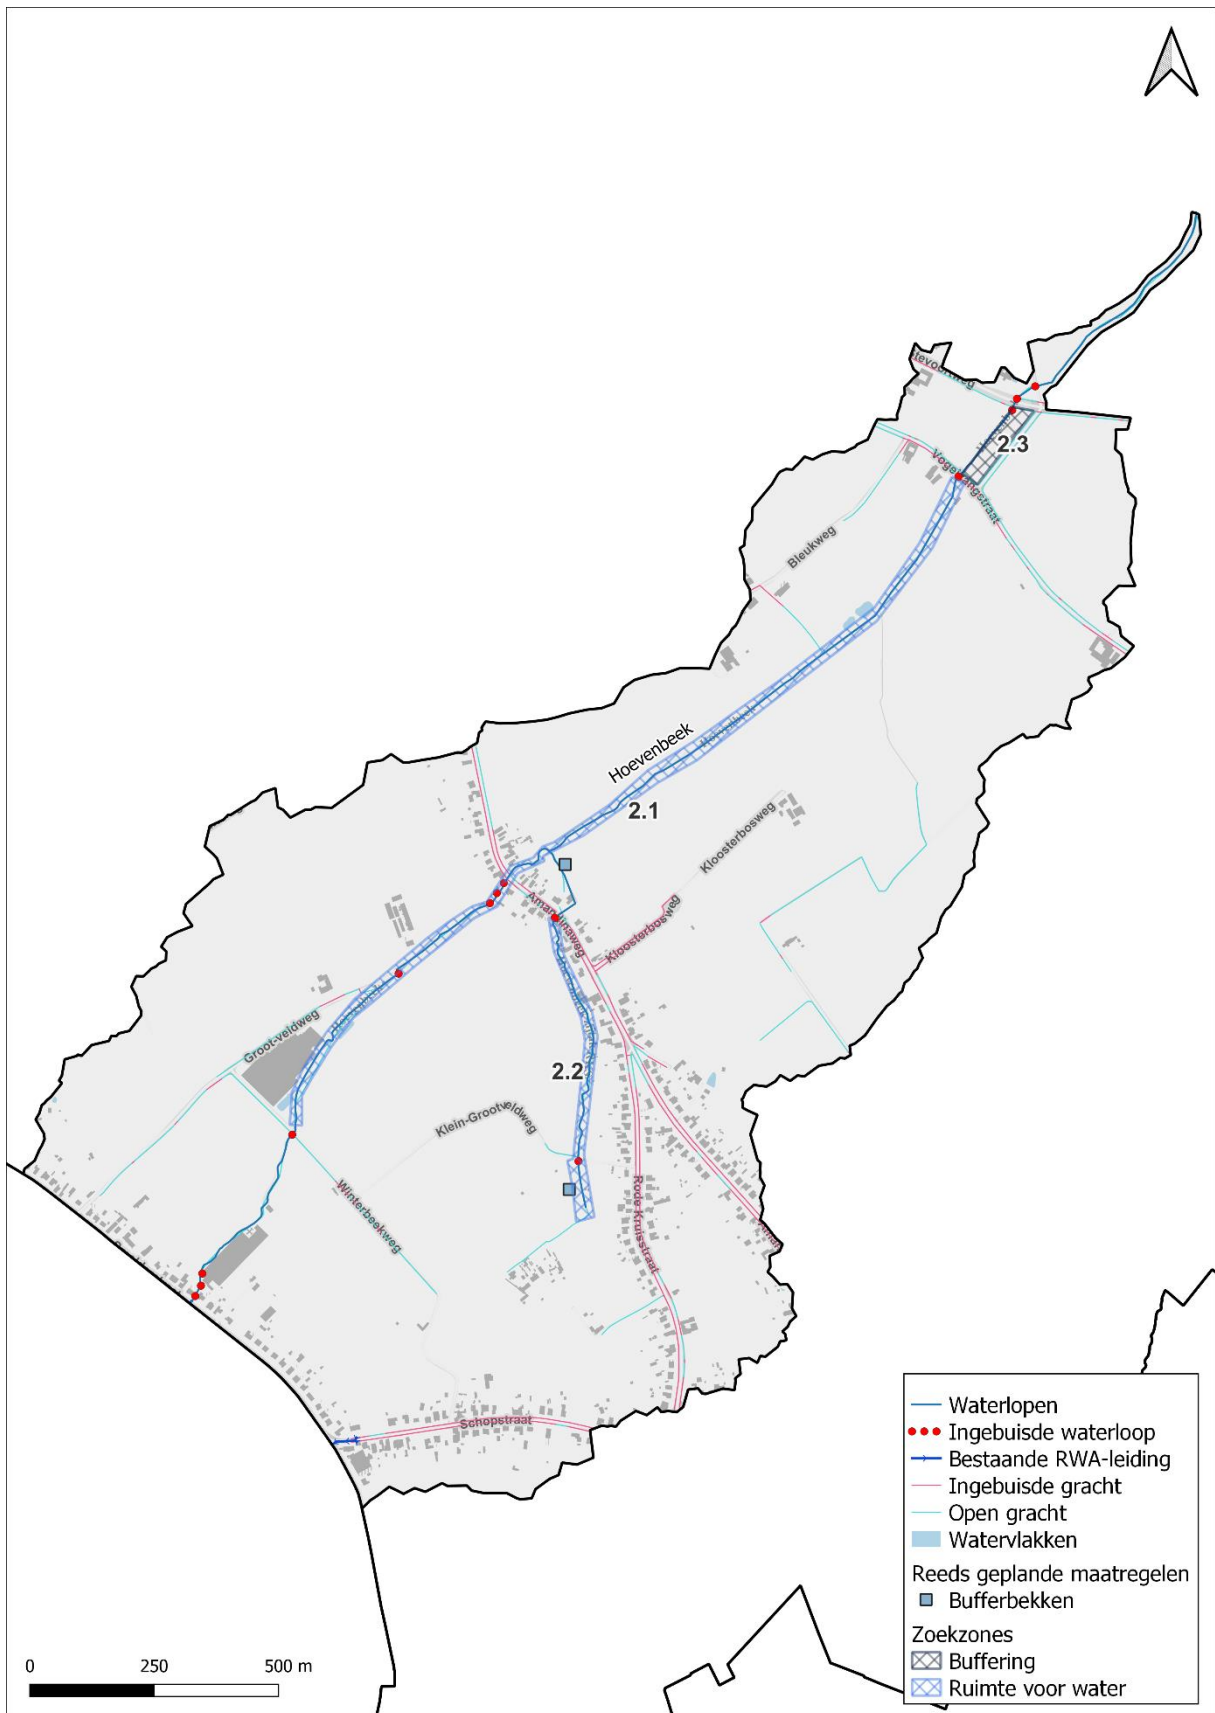 2.3
Vogelzangstraat
Bleukweg
Hoevenbeek
2.1
Kloosterbosweg
Kloosterbosweg
Groot-veldweg
2.2
Klein-Grootveldweg
Winterbeekweg
Rode Kruisstraat
Schopstraat
Waterlopen
Ingebuisde waterloop
Bestaande RWA-leiding
Ingebuisde gracht
Open gracht
Watervlakken
Reeds geplande maatregelen
Bufferbekken
Zoekzones
Buffering
Ruimte voor water
0 250 500 m